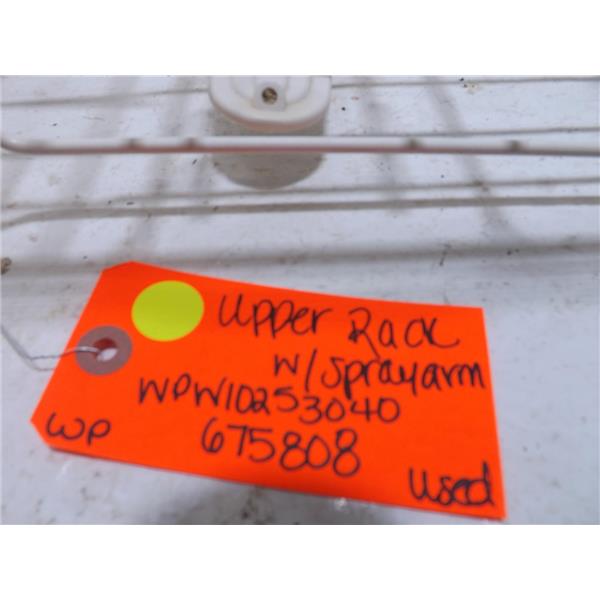 Upper Rack
w/sprayarm
WPW10253040
675808
WP
Used